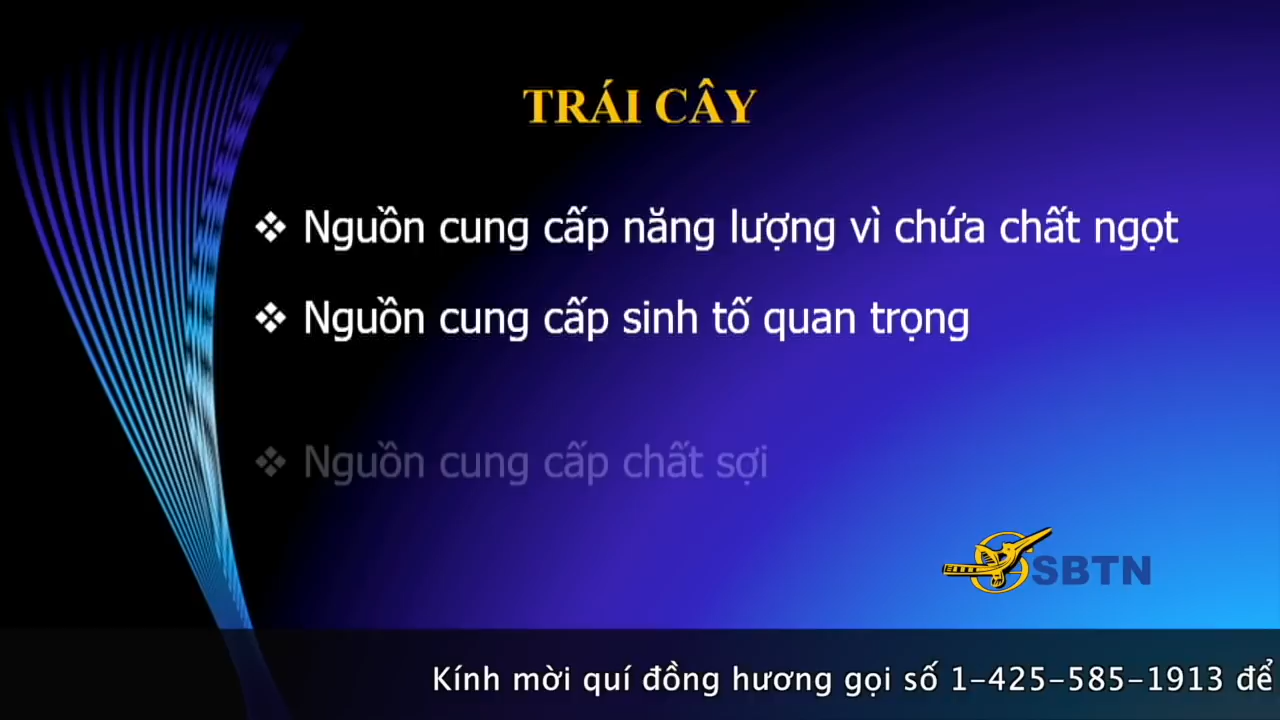 TRÁI CÂY
❖ Nguồn cung cấp năng lượng vì chứa chất ngọt
❖ Nguồn cung cấp sinh tố quan trọng
❖ Nguồn cung cấp chất sợi
SBTN
Kính mời quí đồng hương gọi số 1-425-585-1913 để